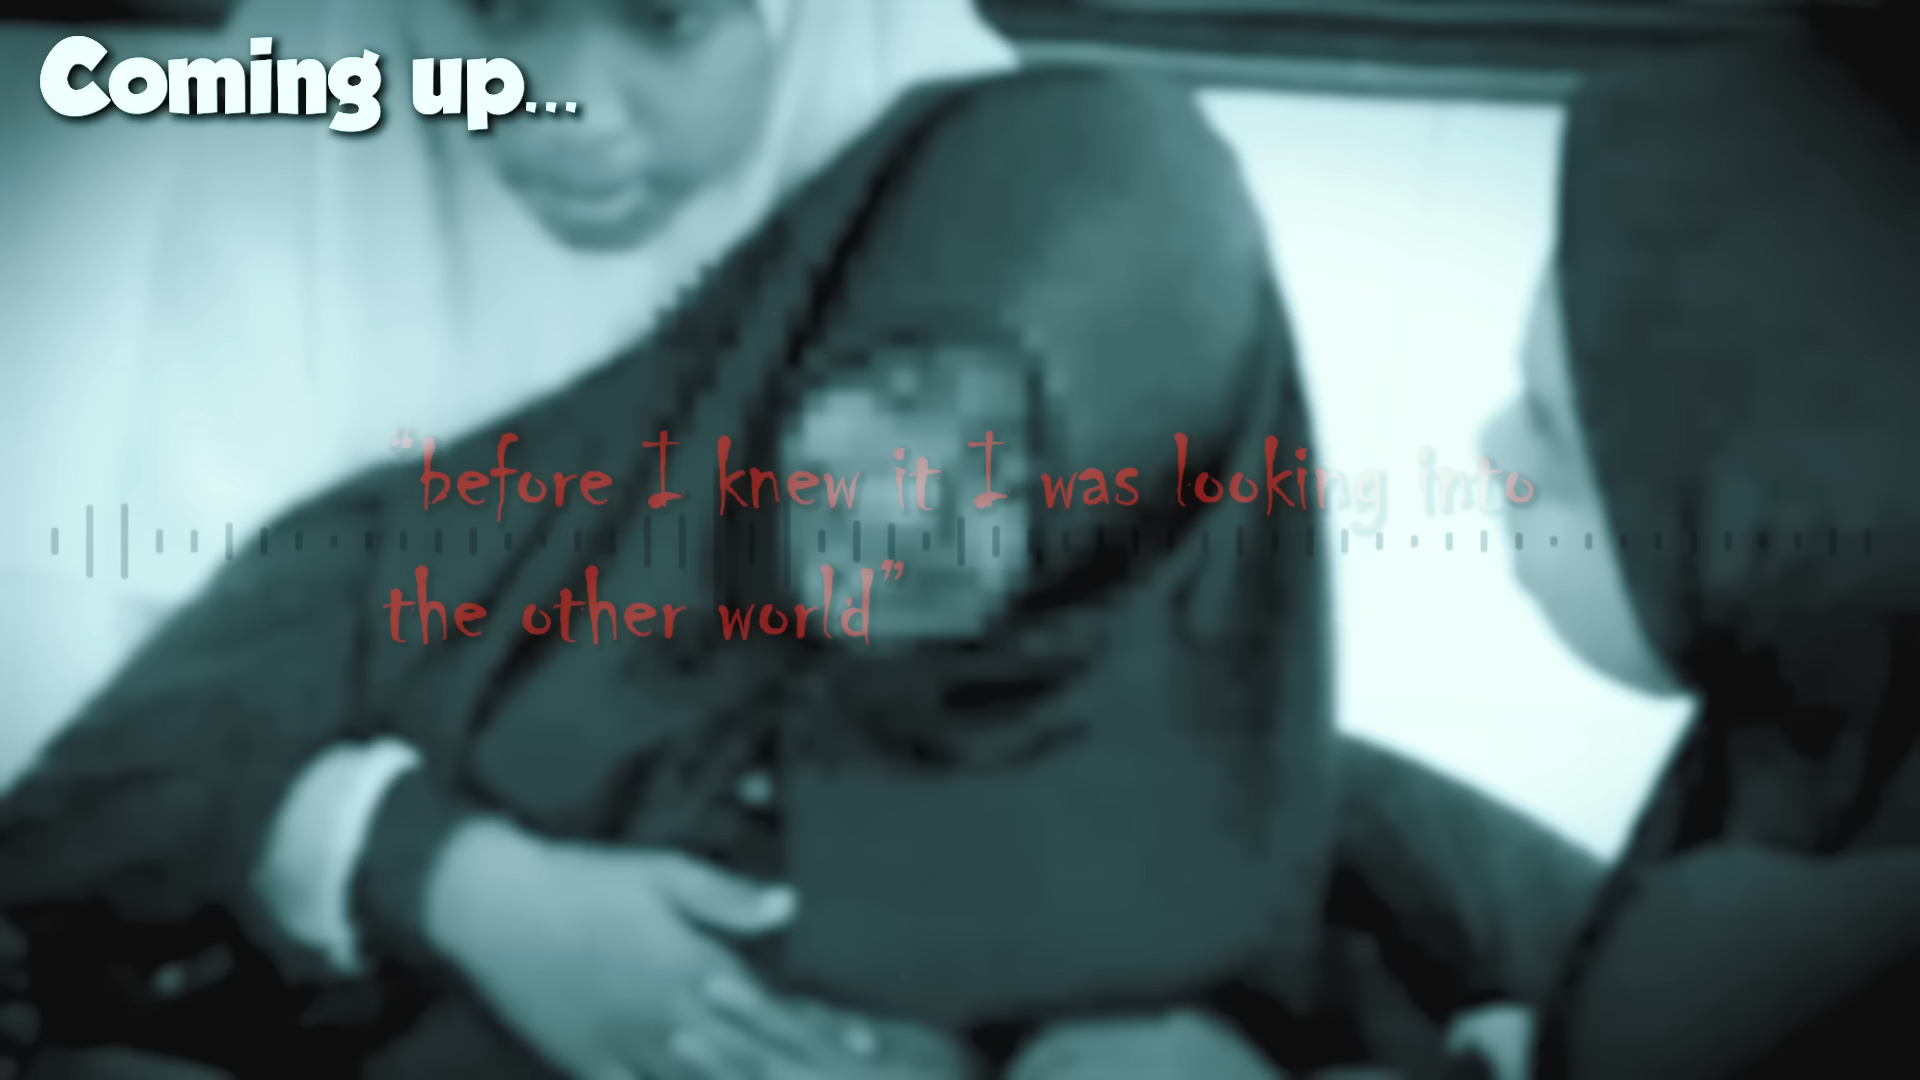 Coming up...
“before I knew it I was looking into
the other world”